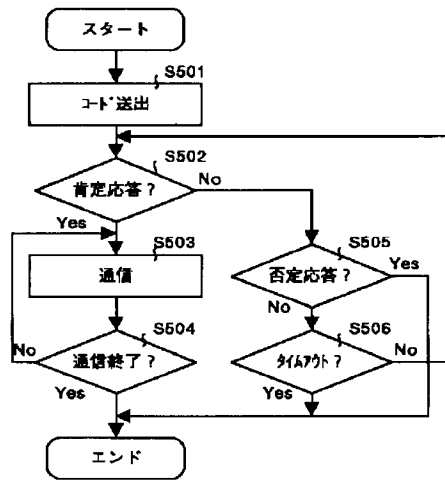 スタート
S501
コード送出
S502
肯定応答？
No
Yes
S503
通信
S505
否定応答？
Yes
No
S504
通信終了？
No
Yes
S506
タイムアウト？
No
Yes
エンド